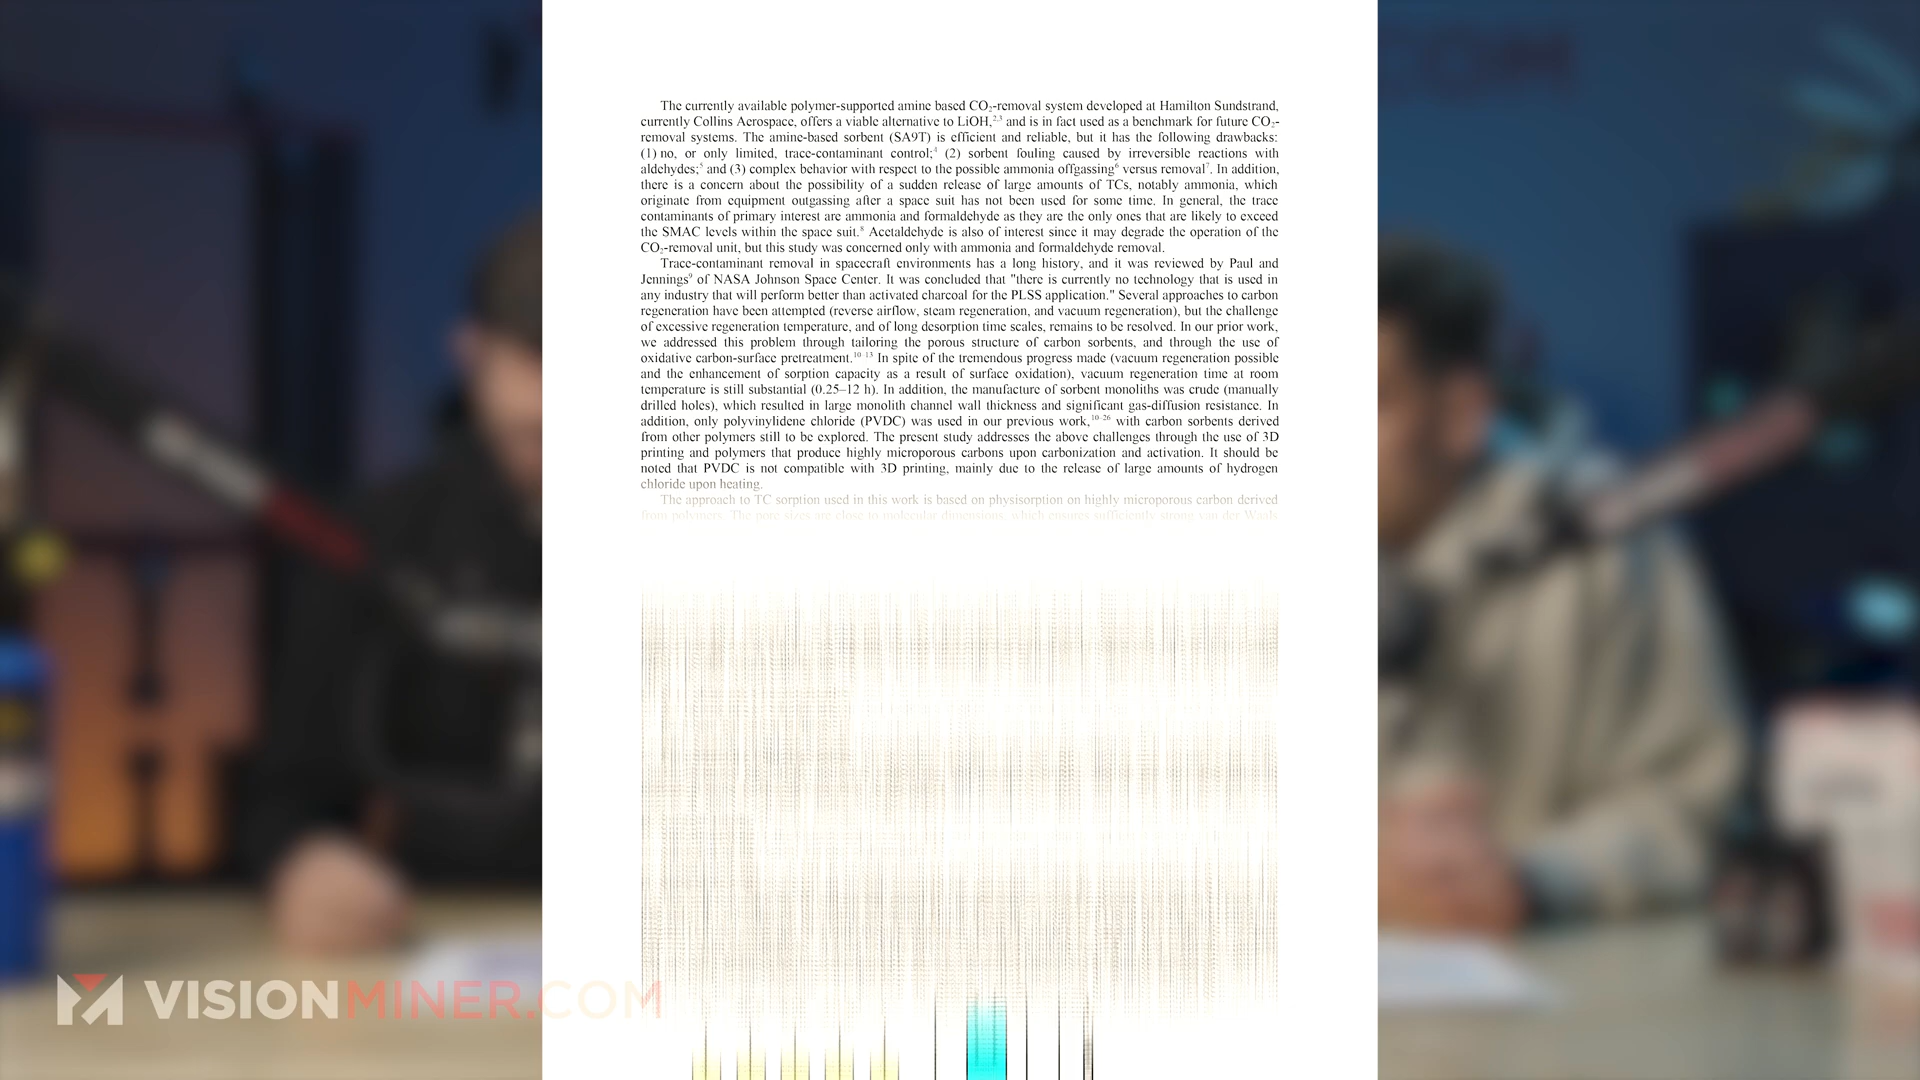 The currently available polymer-supported amine based CO₂-removal system developed at Hamilton Sundstrand,
currently Collins Aerospace, offers a viable alternative to LiOH,²,³ and is in fact used as a benchmark for future CO₂-
removal systems. The amine-based sorbent (SA9T) is efficient and reliable, but it has the following drawbacks:
(1) no, or only limited, trace-contaminant control;⁴ (2) sorbent fouling caused by irreversible reactions with
aldehydes;⁵ and (3) complex behavior with respect to the possible ammonia offgassing⁶ versus removal⁷. In addition,
there is a concern about the possibility of a sudden release of large amounts of TCs, notably ammonia, which
originate from equipment outgassing after a space suit has not been used for some time. In general, the trace
contaminants of primary interest are ammonia and formaldehyde as they are the only ones that are likely to exceed
the SMAC levels within the space suit.⁸ Acetaldehyde is also of interest since it may degrade the operation of the
CO₂-removal unit, but this study was concerned only with ammonia and formaldehyde removal.
Trace-contaminant removal in spacecraft environments has a long history, and it was reviewed by Paul and
Jennings⁹ of NASA Johnson Space Center. It was concluded that "there is currently no technology that is used in
any industry that will perform better than activated charcoal for the PLSS application." Several approaches to carbon
regeneration have been attempted (reverse airflow, steam regeneration, and vacuum regeneration), but the challenge
of excessive regeneration temperature, and of long desorption time scales, remains to be resolved. In our prior work,
we addressed this problem through tailoring the porous structure of carbon sorbents, and through the use of
oxidative carbon-surface pretreatment.¹⁰⁻¹³ In spite of the tremendous progress made (vacuum regeneration possible
and the enhancement of sorption capacity as a result of surface oxidation), vacuum regeneration time at room
temperature is still substantial (0.25–12 h). In addition, the manufacture of sorbent monoliths was crude (manually
drilled holes), which resulted in large monolith channel wall thickness and significant gas-diffusion resistance. In
addition, only polyvinylidene chloride (PVDC) was used in our previous work,¹⁰⁻²⁶ with carbon sorbents derived
from other polymers still to be explored. The present study addresses the above challenges through the use of 3D
printing and polymers that produce highly microporous carbons upon carbonization and activation. It should be
noted that PVDC is not compatible with 3D printing, mainly due to the release of large amounts of hydrogen
chloride upon heating.
The approach to TC sorption used in this work is based on physisorption on highly microporous carbon derived
from polymers. The pore sizes are close to molecular dimensions, which ensures sufficiently strong van der Waals
VISIONMINER.COM